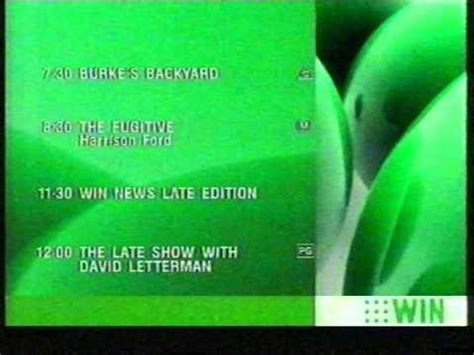 7:30 BURKE'S BACKYARD G
8:30 THE FUGITIVE M
Harrison Ford
11:30 WIN NEWS LATE EDITION
12:00 THE LATE SHOW WITH PG
DAVID LETTERMAN
WIN